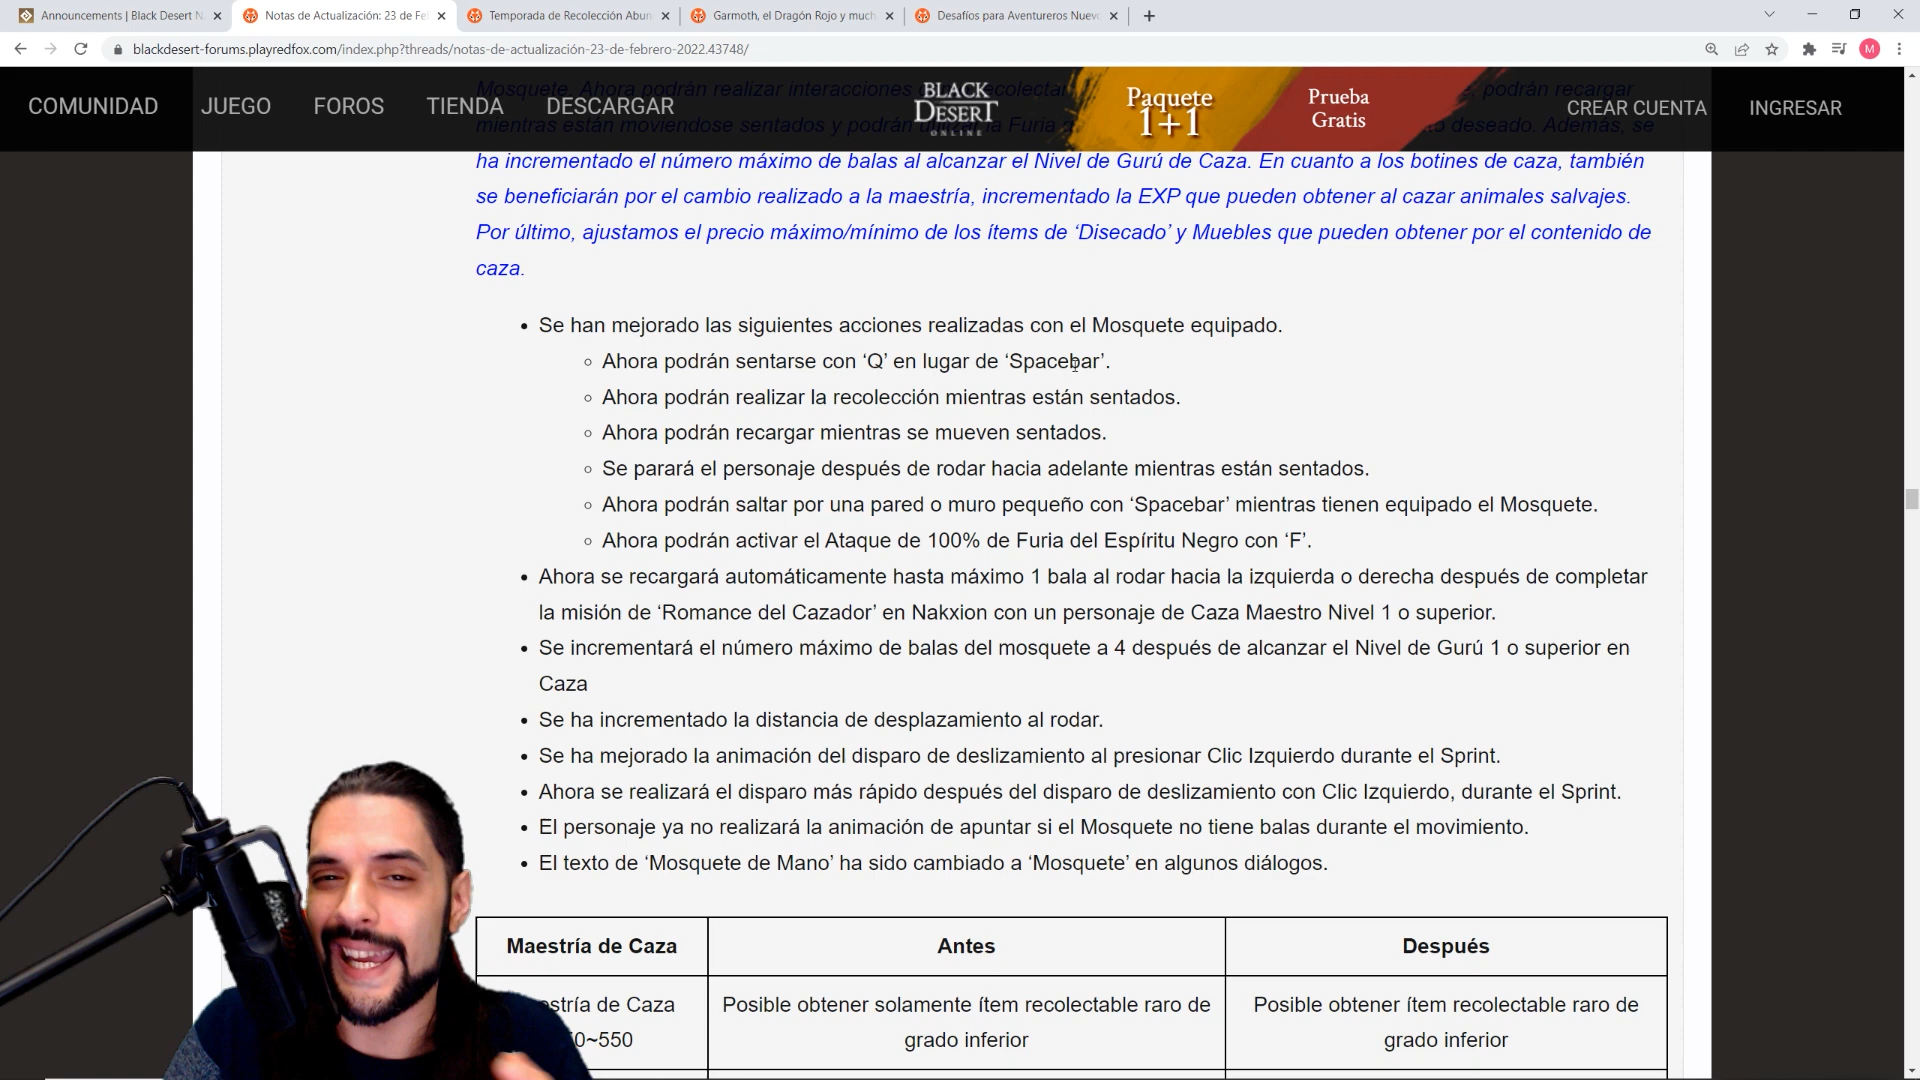 Announcements | Black Desert N
Notas de Actualización: 23 de Fe
Temporada de Recolección Abun
Garmoth, el Dragón Rojo y much
Desafíos para Aventureros Nuevo
blackdesert-forums.playredfox.com/index.php?threads/notas-de-actualización-23-de-febrero-2022.43748/
M
COMUNIDAD JUEGO FOROS TIENDA DESCARGAR
BLACK
DESERT
ONLINE
Paquete
1+1
Prueba
Gratis
CREAR CUENTA INGRESAR
Mosquete. Ahora podrán realizar interacciones podrán recargar
mientras están moviéndose sentados y podrán la Furia deseado. Además, se
ha incrementado el número máximo de balas al alcanzar el Nivel de Gurú de Caza. En cuanto a los botines de caza, también
se beneficiarán por el cambio realizado a la maestría, incrementado la EXP que pueden obtener al cazar animales salvajes.
Por último, ajustamos el precio máximo/mínimo de los ítems de ‘Disecado’ y Muebles que pueden obtener por el contenido de
caza.
• Se han mejorado las siguientes acciones realizadas con el Mosquete equipado.
◦ Ahora podrán sentarse con ‘Q’ en lugar de ‘Spacebar’.
◦ Ahora podrán realizar la recolección mientras están sentados.
◦ Ahora podrán recargar mientras se mueven sentados.
◦ Se parará el personaje después de rodar hacia adelante mientras están sentados.
◦ Ahora podrán saltar por una pared o muro pequeño con ‘Spacebar’ mientras tienen equipado el Mosquete.
◦ Ahora podrán activar el Ataque de 100% de Furia del Espíritu Negro con ‘F’.
• Ahora se recargará automáticamente hasta máximo 1 bala al rodar hacia la izquierda o derecha después de completar
la misión de ‘Romance del Cazador’ en Nakxion con un personaje de Caza Maestro Nivel 1 o superior.
• Se incrementará el número máximo de balas del mosquete a 4 después de alcanzar el Nivel de Gurú 1 o superior en
Caza
• Se ha incrementado la distancia de desplazamiento al rodar.
• Se ha mejorado la animación del disparo de deslizamiento al presionar Clic Izquierdo durante el Sprint.
• Ahora se realizará el disparo más rápido después del disparo de deslizamiento con Clic Izquierdo, durante el Sprint.
• El personaje ya no realizará la animación de apuntar si el Mosquete no tiene balas durante el movimiento.
• El texto de ‘Mosquete de Mano’ ha sido cambiado a ‘Mosquete’ en algunos diálogos.
Maestría de Caza Antes Después
stría de Caza Posible obtener solamente ítem recolectable raro de Posible obtener ítem recolectable raro de
0~550 grado inferior grado inferior